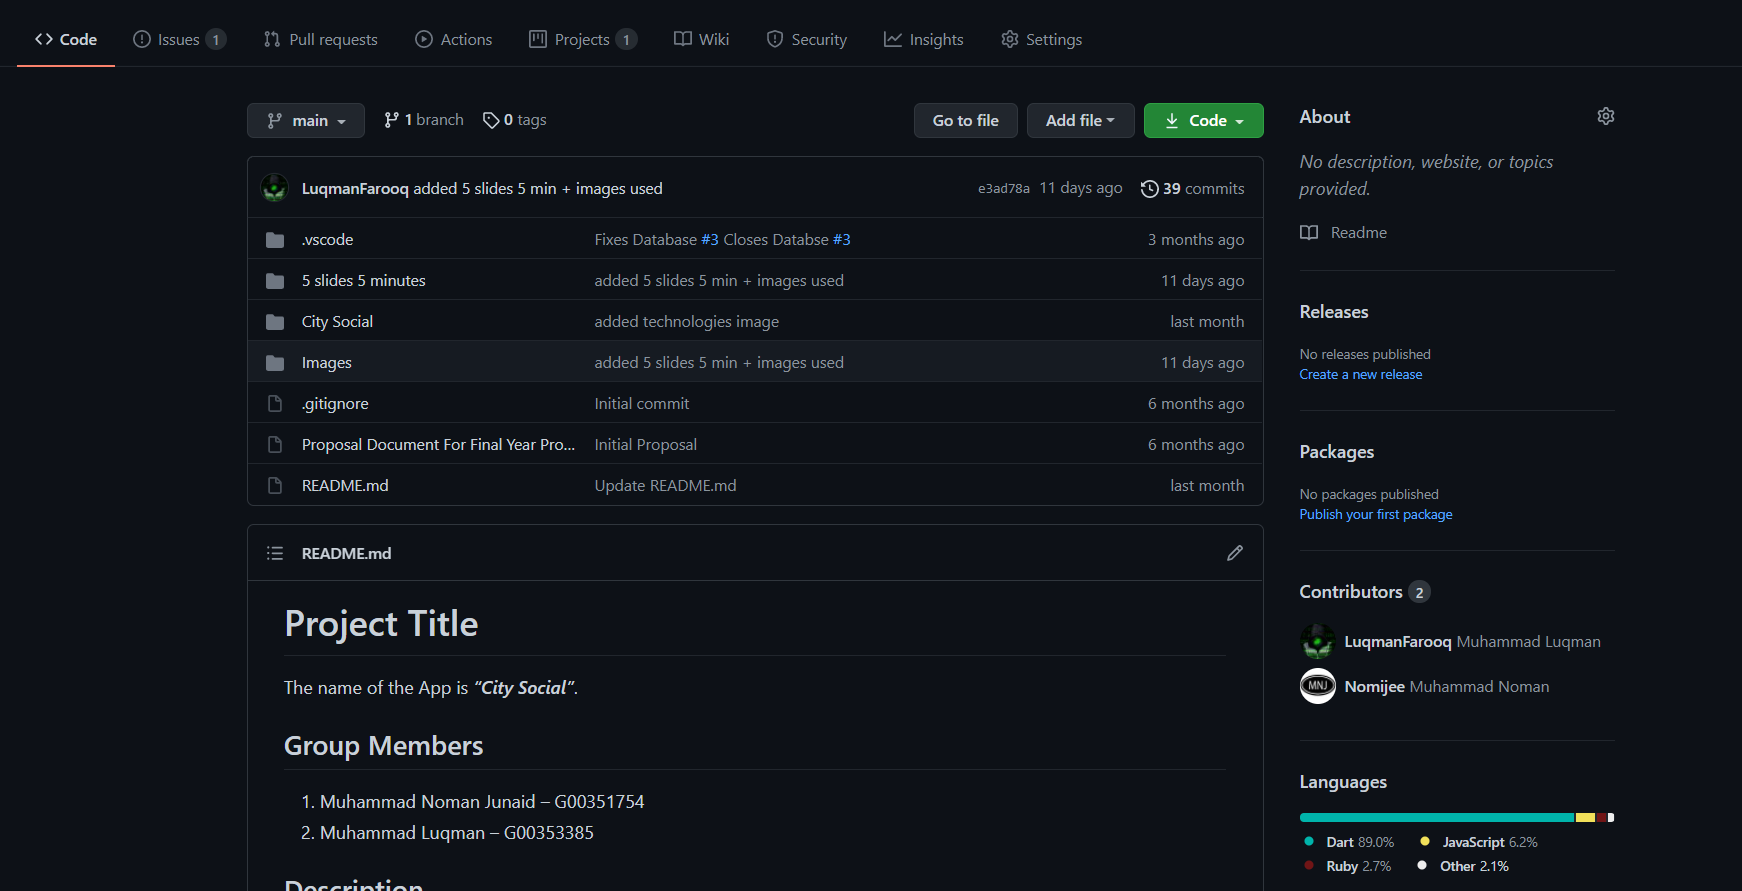 Code Issues 1 Pull requests Actions Projects 1 Wiki Security Insights Settings
main 1 branch 0 tags Go to file Add file Code
LuqmanFarooq added 5 slides 5 min + images used e3ad78a 11 days ago 39 commits
.vscode Fixes Database #3 Closes Databse #3 3 months ago
5 slides 5 minutes added 5 slides 5 min + images used 11 days ago
City Social added technologies image last month
Images added 5 slides 5 min + images used 11 days ago
.gitignore Initial commit 6 months ago
Proposal Document For Final Year Pro... Initial Proposal 6 months ago
README.md Update README.md last month
README.md
Project Title
The name of the App is “City Social”.
Group Members
1. Muhammad Noman Junaid – G00351754
2. Muhammad Luqman – G00353385
Description
About
No description, website, or topics
provided.
Readme
Releases
No releases published
Create a new release
Packages
No packages published
Publish your first package
Contributors 2
LuqmanFarooq Muhammad Luqman
MNJ Nomijee Muhammad Noman
Languages
Dart 89.0% JavaScript 6.2%
Ruby 2.7% Other 2.1%